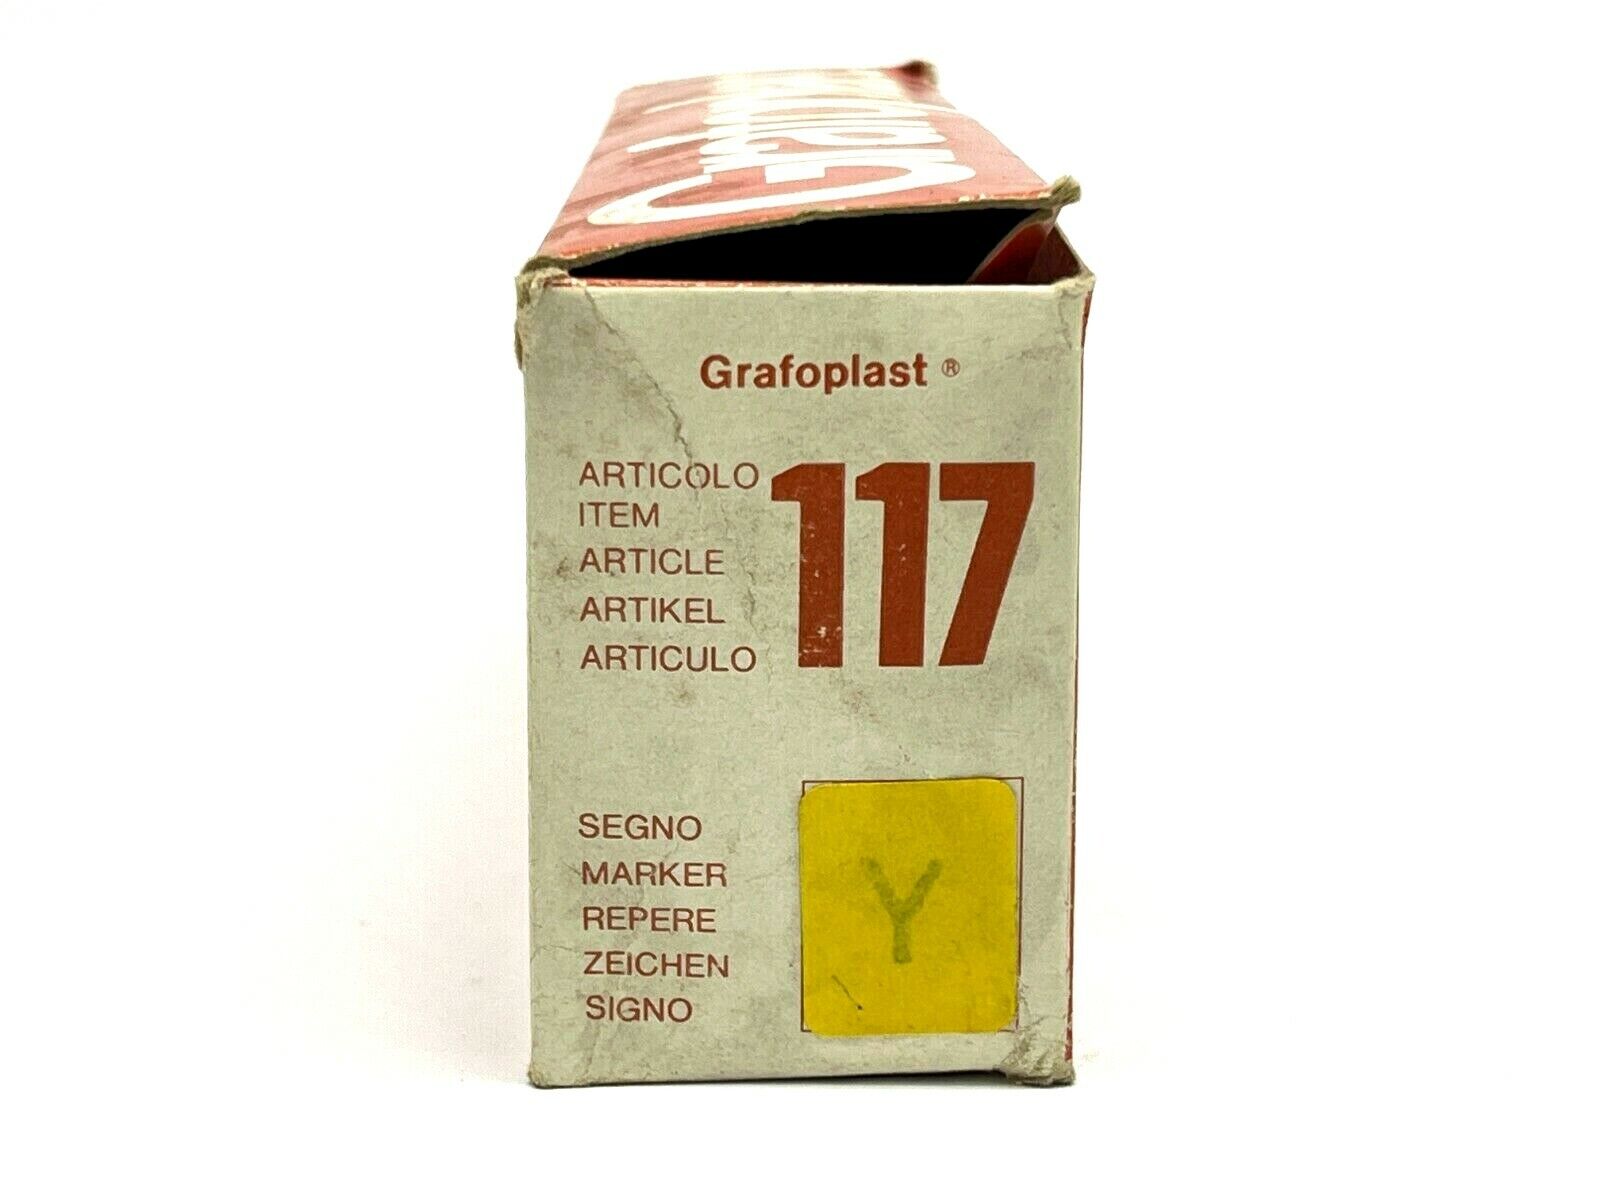 Grafoplast ®
ARTICOLO
ITEM
ARTICLE
ARTIKEL
ARTICULO
117
SEGNO
MARKER
REPERE
ZEICHEN
SIGNO
Y